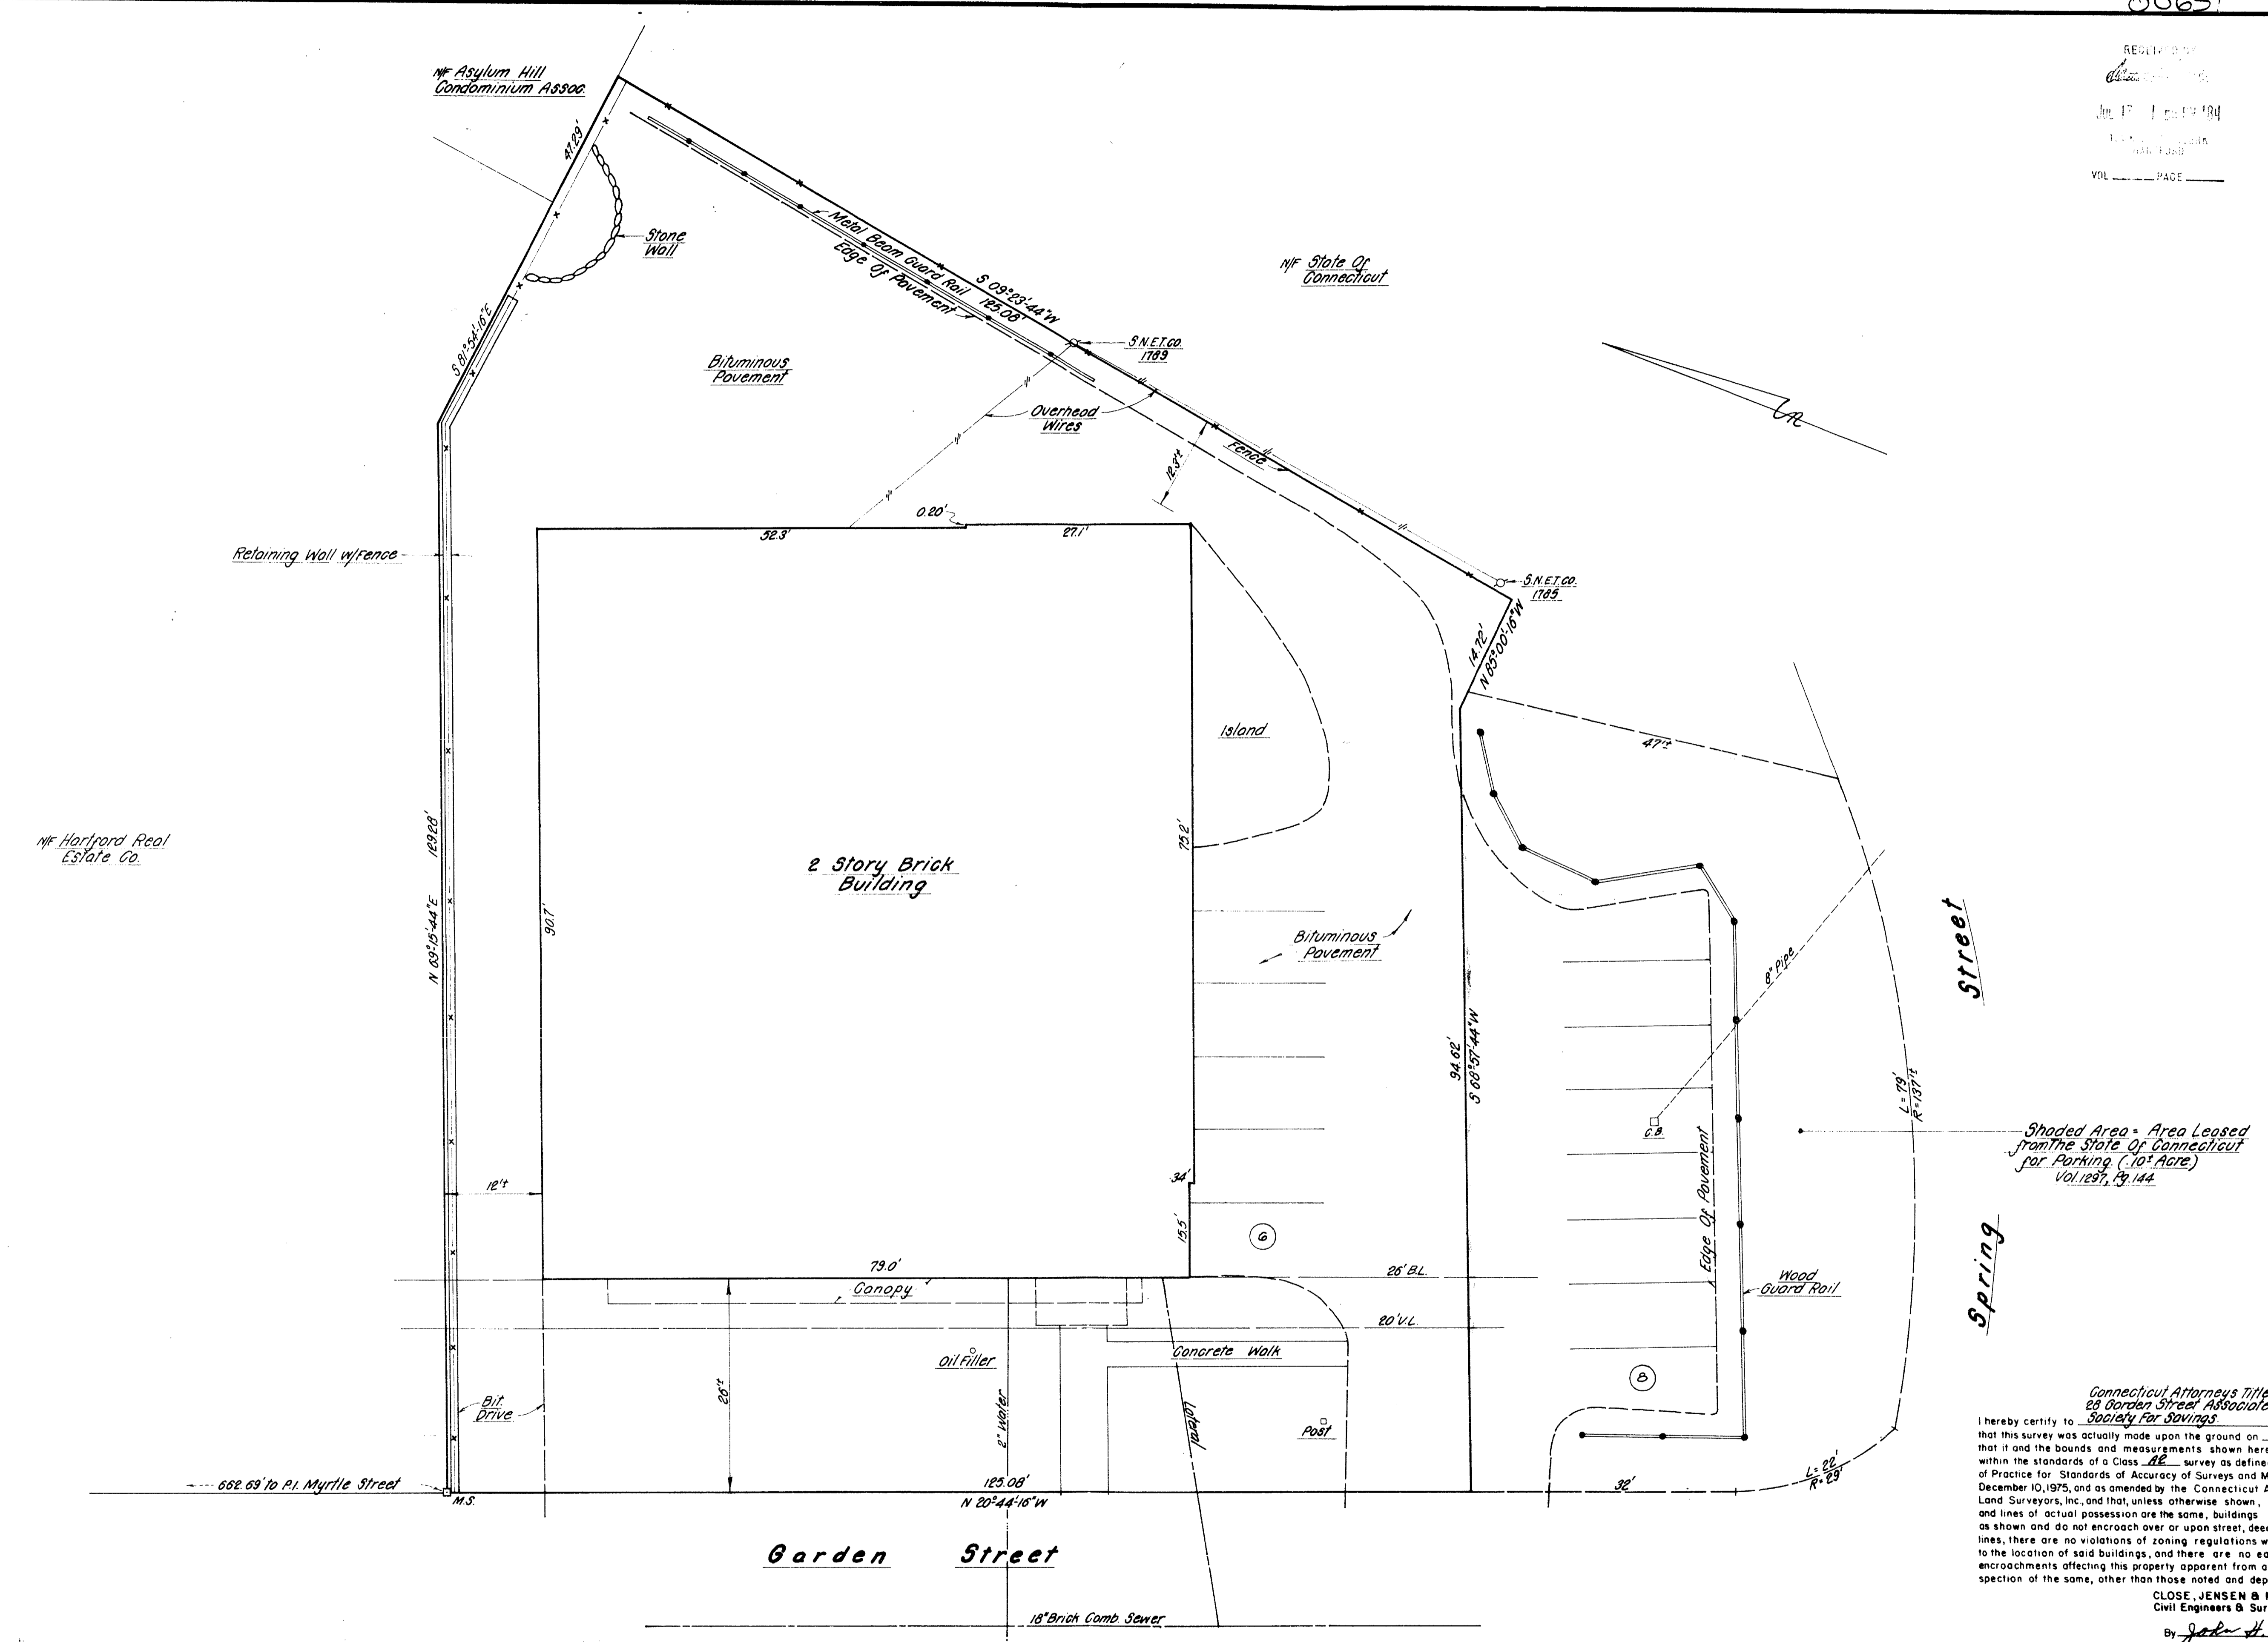 N/F Asylum Hill
Condominium Assoc.
47.29'
Stone
Wall
S 81°-54'-16"E
Metal Beam Guard Rail
Edge Of Pavement
S 09°-23'-44"W
125.08'
N/F State Of
Connecticut
S.N.E.T.CO.
1789
Bituminous
Pavement
Overhead
Wires
12.3'±
Fence
S.N.E.T.CO.
1785
14.72'
N 85°-00'-16"W
Retaining Wall w/Fence
52.3'
0.20'
27.1'
Island
47'±
N/F Hartford Real
Estate Co.
129.28'
N 69°-15'-44"E
90.7'
2 Story Brick
Building
75.2'
Bituminous
Pavement
94.62'
S 68°-57'-44"W
8" Pipe
C.B.
Edge Of Pavement
L=79'
R=137'±
Street
Spring
Shaded Area = Area Leased
from The State Of Connecticut
for Parking (.10± Acre)
Vol. 1297, Pg. 144
12'±
.34'
15.5'
6
79.0'
Canopy
26' B.L.
20' V.L.
Wood
Guard Rail
8
Oil Filler
Concrete Walk
26'±
2" Water
Lateral
Post
Bit.
Drive
662.69' to P.I. Myrtle Street
M.S.
125.08'
N 20°-44'-16"W
32'
L=22'
R=29'
Garden Street
18" Brick Comb. Sewer
RECEIVED
JUL 17 '84
VOL PAGE
Connecticut Attorneys Title
28 Garden Street Associate
I hereby certify to Society For Savings
that this survey was actually made upon the ground on
that it and the bounds and measurements shown here
within the standards of a Class A2 survey as define
of Practice for Standards of Accuracy of Surveys and M
December 10, 1975, and as amended by the Connecticut A
Land Surveyors, Inc., and that, unless otherwise shown,
and lines of actual possession are the same, buildings
as shown and do not encroach over or upon street, deed
lines, there are no violations of zoning regulations w
to the location of said buildings, and there are no ea
encroachments affecting this property apparent from a
spection of the same, other than those noted and dep
CLOSE, JENSEN &
Civil Engineers & Sur
By John H.